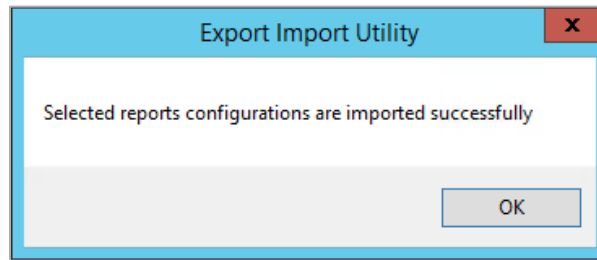 Export Import Utility
x
Selected reports configurations are imported successfully
OK